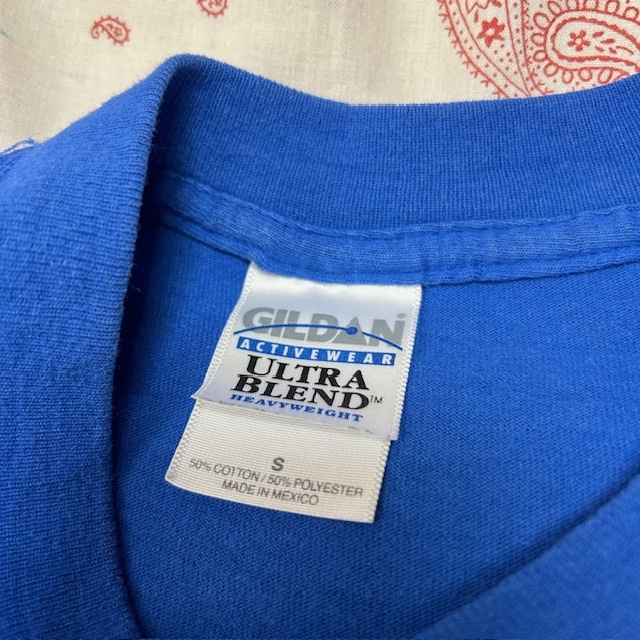 GILDAN
ACTIVEWEAR
ULTRA
BLEND™
HEAVYWEIGHT
S
50% COTTON / 50% POLYESTER
MADE IN MEXICO